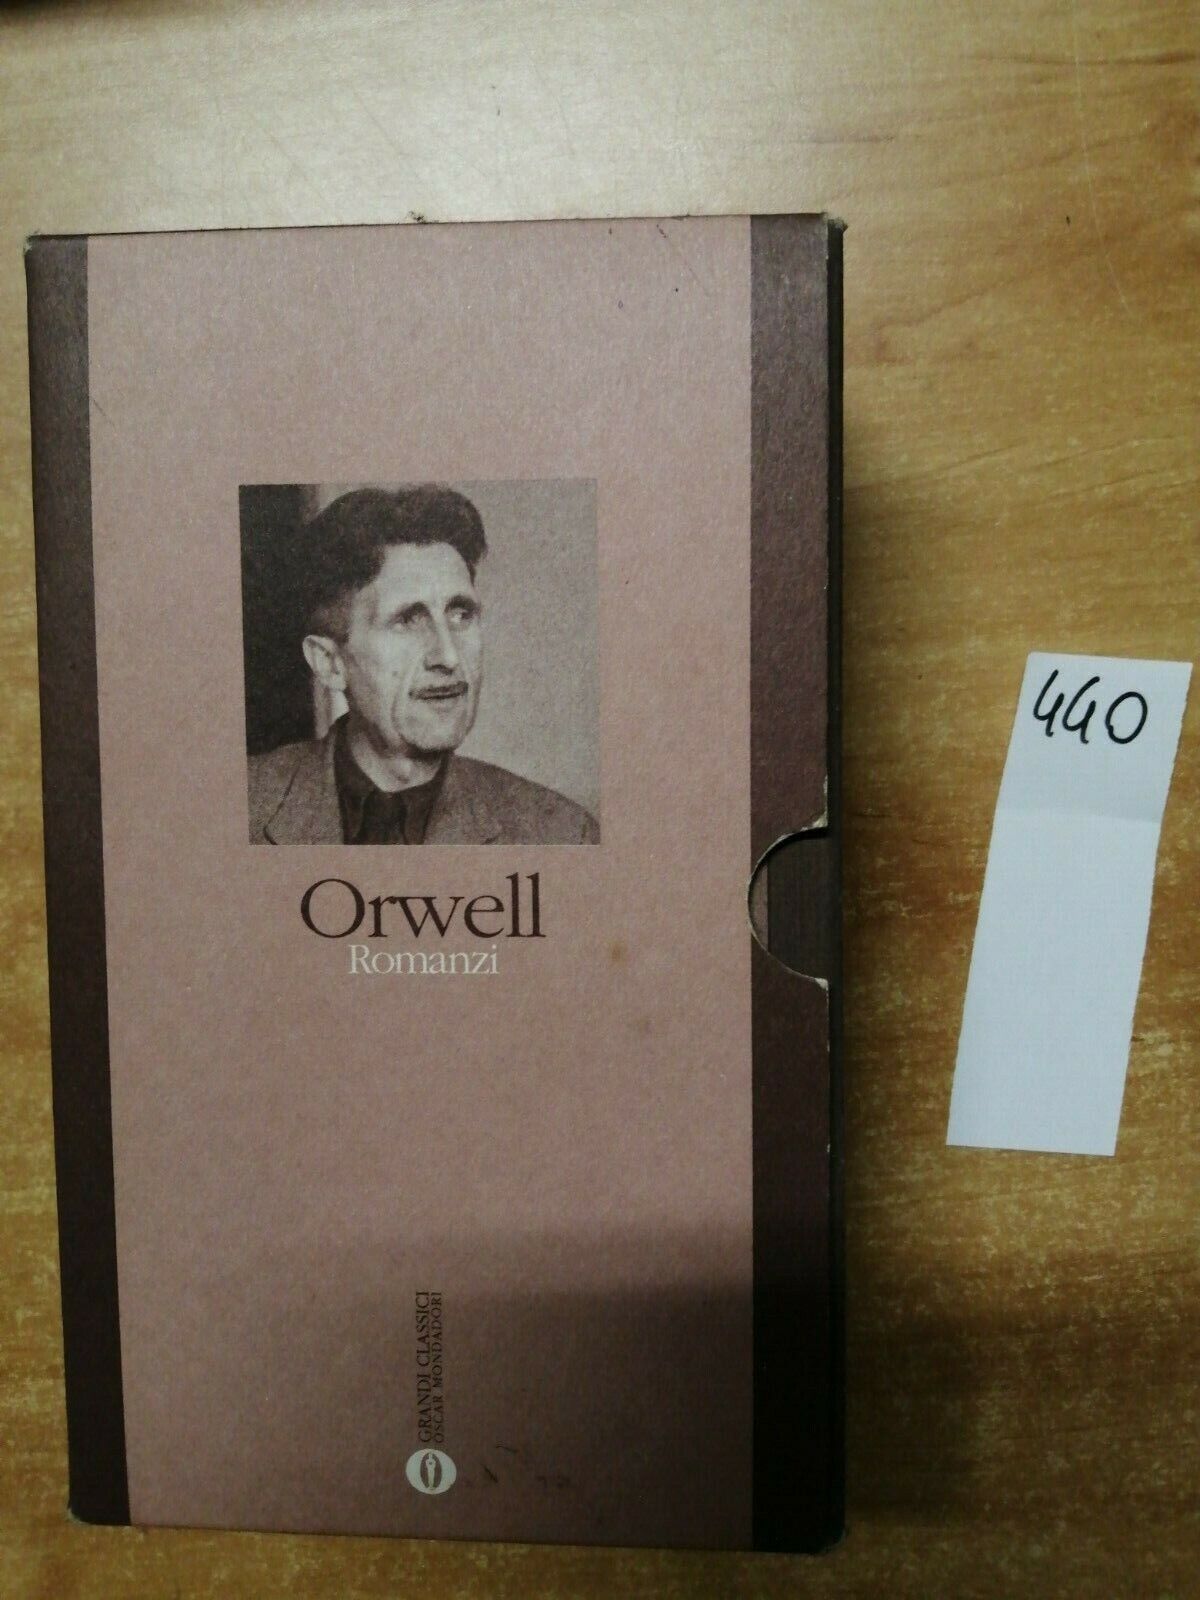 Orwell
Romanzi
440
GRANDI CLASSICI
OSCAR MONDADORI